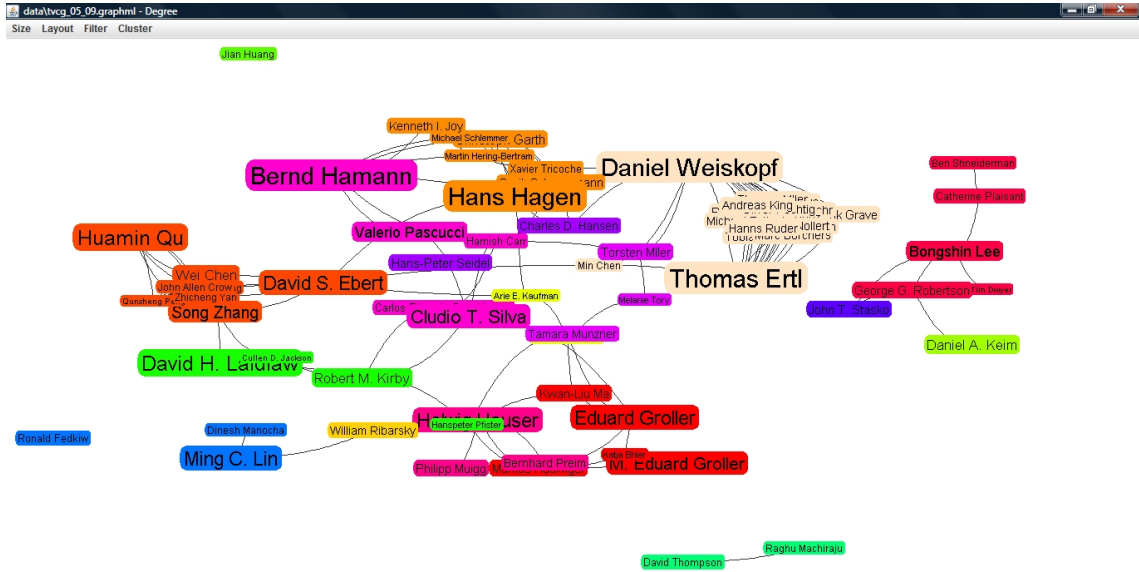 data\tvcg_05_09.graphml - Degree
Size Layout Filter Cluster
Jian Huang
Kenneth I. Joy
Michael Schlemmer
Garth
Martin Hering-Bertram
Xavier Tricoche
Daniel Weiskopf
Ben Shneiderman
Bernd Hamann
Hans Hagen
Catherine Plaisant
Andreas King
Grave
Charles D. Hansen
Hanns Ruder
Valerio Pascucci
Huamin Qu
Hamish Carr
Torsten Mller
Bongshin Lee
Hans-Peter Seidel
Min Chen
Wei Chen
David S. Ebert
Thomas Ertl
John Allen Crow
George G. Robertson
Zhicheng Yan
Arie E. Kaufman
Melanie Tory
Song Zhang
Carlos
Cludio T. Silva
John T. Stasko
Tamara Munzner
Daniel A. Keim
David H. Laidlaw
Cullen D. Jackson
Robert M. Kirby
Kwan-Liu Ma
Eduard Groller
Hanspeter Pfister
Dinesh Manocha
William Ribarsky
Ronald Fedkiw
Ming C. Lin
Philipp Muigg
Bernhard Preim
M. Eduard Groller
Raghu Machiraju
David Thompson